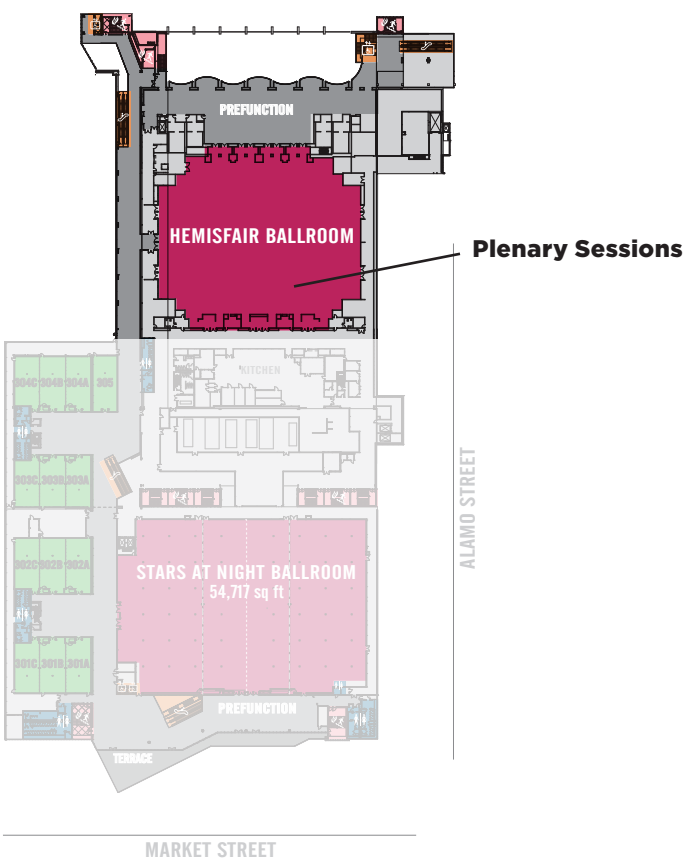 PREFUNCTION
HEMISFAIR BALLROOM
Plenary Sessions
KITCHEN
304C 304B 304A 305
303C 303B 303A
302C 302B 302A
STARS AT NIGHT BALLROOM
54,717 sq ft
301C 301B 301A
PREFUNCTION
TERRACE
ALAMO STREET
MARKET STREET